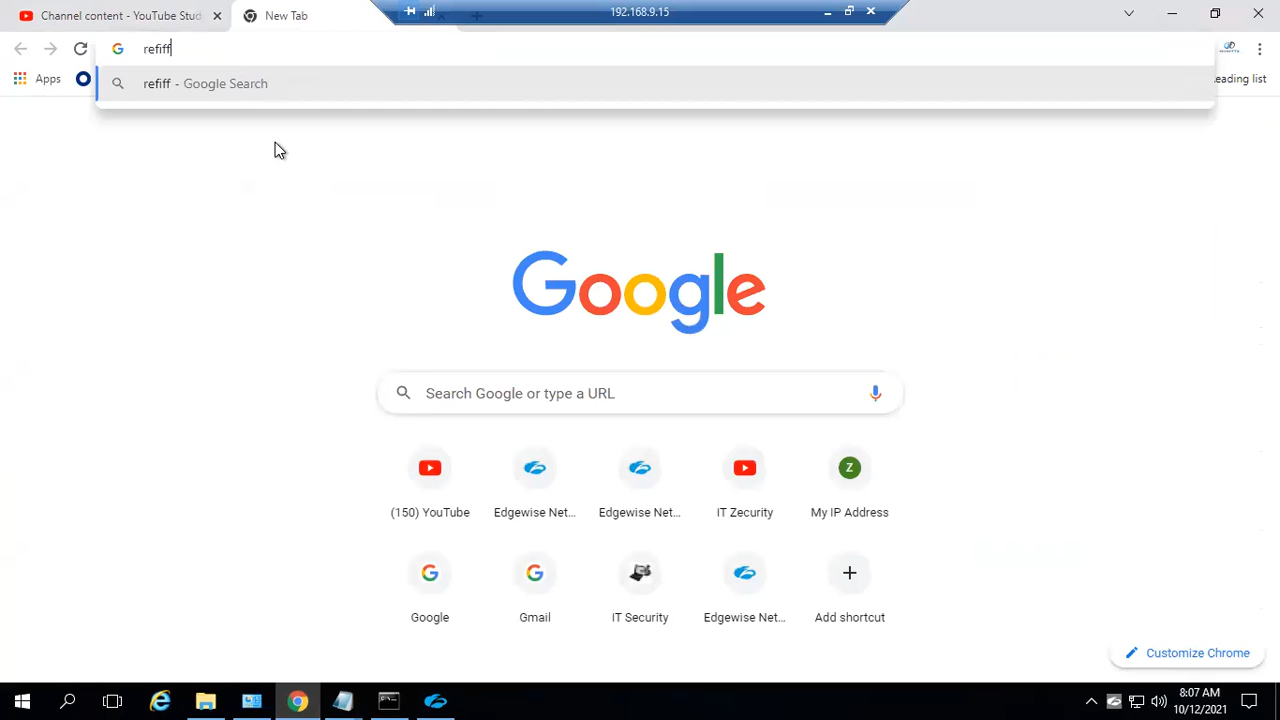 192.168.9.15
Channel content - YouTube Stud
New Tab
refiff
Apps
eading list
refiff - Google Search
Google
Search Google or type a URL
(150) YouTube
Edgewise Net...
Edgewise Net...
IT Zecurity
Z
My IP Address
Google
Gmail
IT Security
Edgewise Net...
Add shortcut
Customize Chrome
8:07 AM
10/12/2021